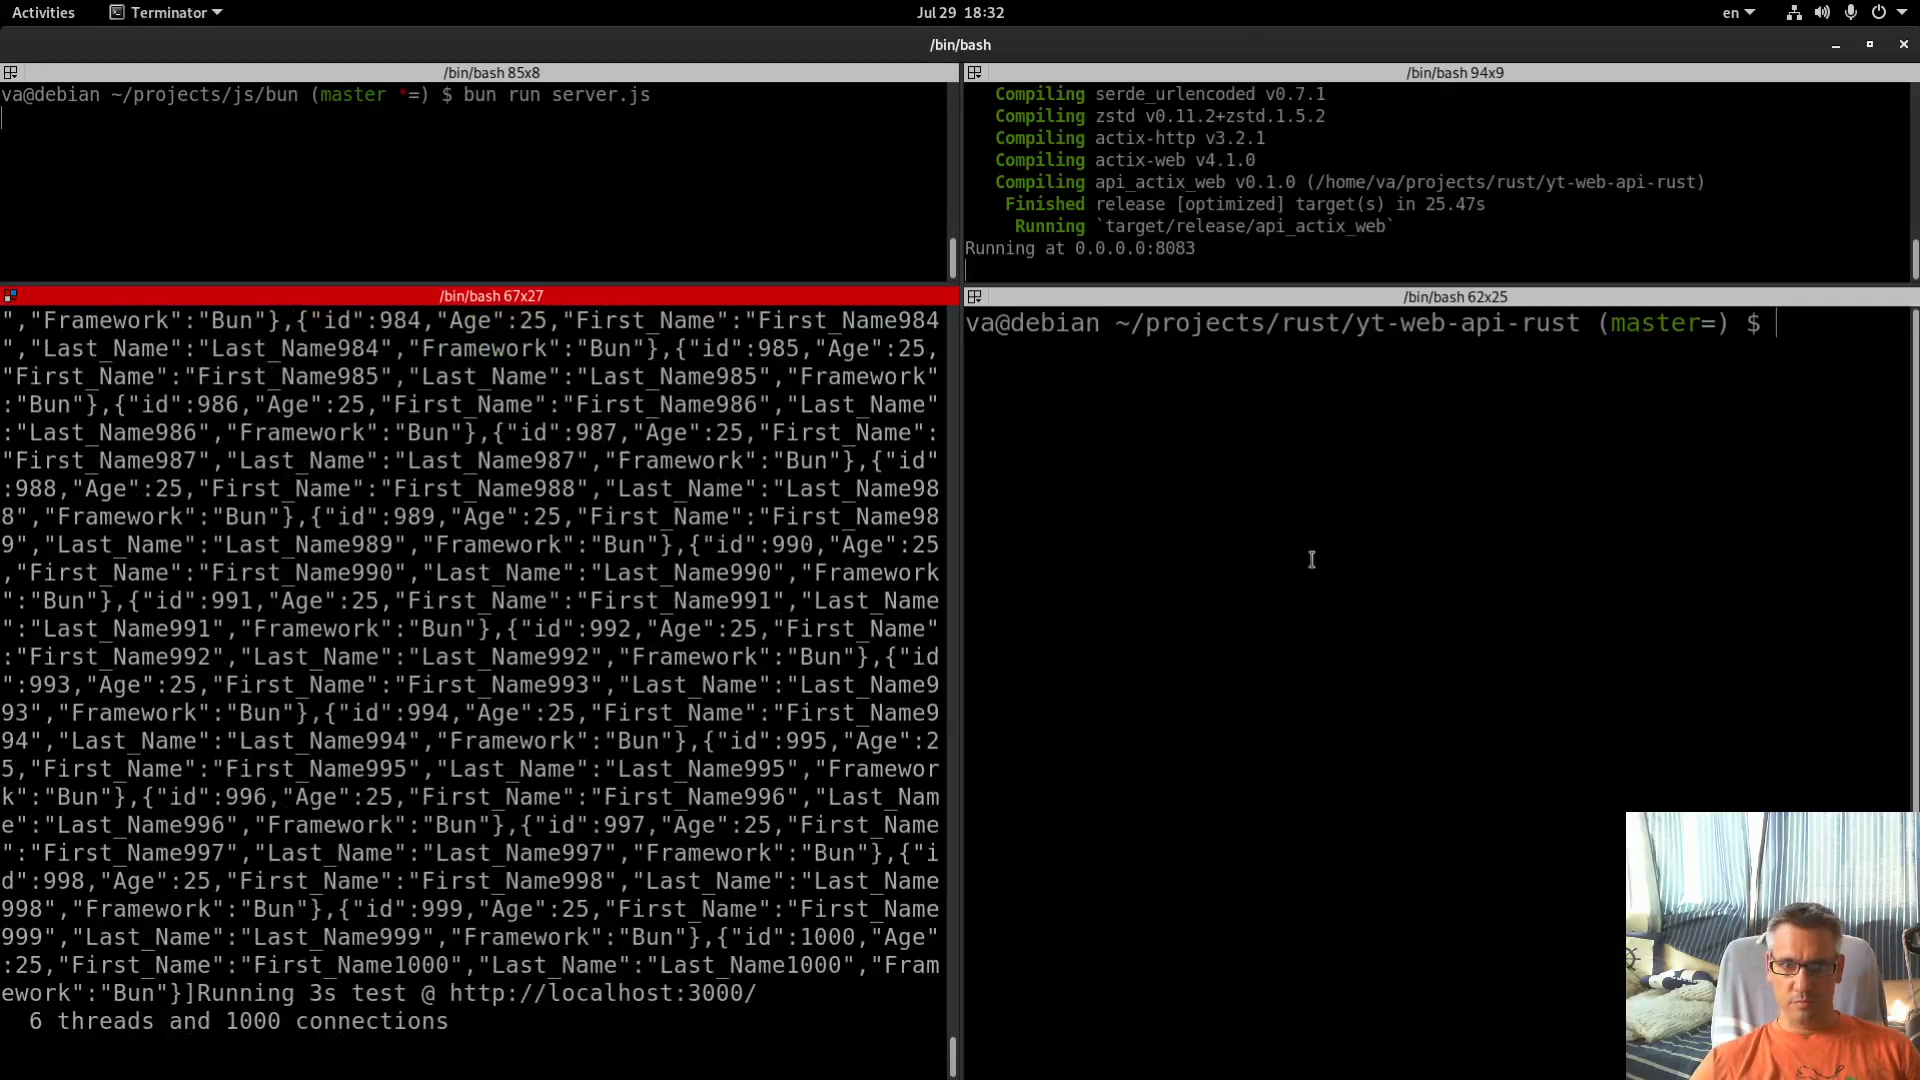 Activities
Terminator
Jul 29 18:32
en
/bin/bash
/bin/bash 85x8
va@debian ~/projects/js/bun (master *=) $ bun run server.js
/bin/bash 94x9
Compiling serde_urlencoded v0.7.1
Compiling zstd v0.11.2+zstd.1.5.2
Compiling actix-http v3.2.1
Compiling actix-web v4.1.0
Compiling api_actix_web v0.1.0 (/home/va/projects/rust/yt-web-api-rust)
Finished release [optimized] target(s) in 25.47s
Running `target/release/api_actix_web`
Running at 0.0.0.0:8083
/bin/bash 67x27
","Framework":"Bun"},{"id":984,"Age":25,"First_Name":"First_Name984
","Last_Name":"Last_Name984","Framework":"Bun"},{"id":985,"Age":25,
"First_Name":"First_Name985","Last_Name":"Last_Name985","Framework"
:"Bun"},{"id":986,"Age":25,"First_Name":"First_Name986","Last_Name"
:"Last_Name986","Framework":"Bun"},{"id":987,"Age":25,"First_Name":
"First_Name987","Last_Name":"Last_Name987","Framework":"Bun"},{"id"
:988,"Age":25,"First_Name":"First_Name988","Last_Name":"Last_Name98
8","Framework":"Bun"},{"id":989,"Age":25,"First_Name":"First_Name98
9","Last_Name":"Last_Name989","Framework":"Bun"},{"id":990,"Age":25
,"First_Name":"First_Name990","Last_Name":"Last_Name990","Framework
":"Bun"},{"id":991,"Age":25,"First_Name":"First_Name991","Last_Name
":"Last_Name991","Framework":"Bun"},{"id":992,"Age":25,"First_Name"
:"First_Name992","Last_Name":"Last_Name992","Framework":"Bun"},{"id
":993,"Age":25,"First_Name":"First_Name993","Last_Name":"Last_Name9
93","Framework":"Bun"},{"id":994,"Age":25,"First_Name":"First_Name9
94","Last_Name":"Last_Name994","Framework":"Bun"},{"id":995,"Age":2
5,"First_Name":"First_Name995","Last_Name":"Last_Name995","Framewor
k":"Bun"},{"id":996,"Age":25,"First_Name":"First_Name996","Last_Nam
e":"Last_Name996","Framework":"Bun"},{"id":997,"Age":25,"First_Name
":"First_Name997","Last_Name":"Last_Name997","Framework":"Bun"},{"i
d":998,"Age":25,"First_Name":"First_Name998","Last_Name":"Last_Name
998","Framework":"Bun"},{"id":999,"Age":25,"First_Name":"First_Name
999","Last_Name":"Last_Name999","Framework":"Bun"},{"id":1000,"Age"
:25,"First_Name":"First_Name1000","Last_Name":"Last_Name1000","Fram
ework":"Bun"}]Running 3s test @ http://localhost:3000/
6 threads and 1000 connections
/bin/bash 62x25
va@debian ~/projects/rust/yt-web-api-rust (master=) $